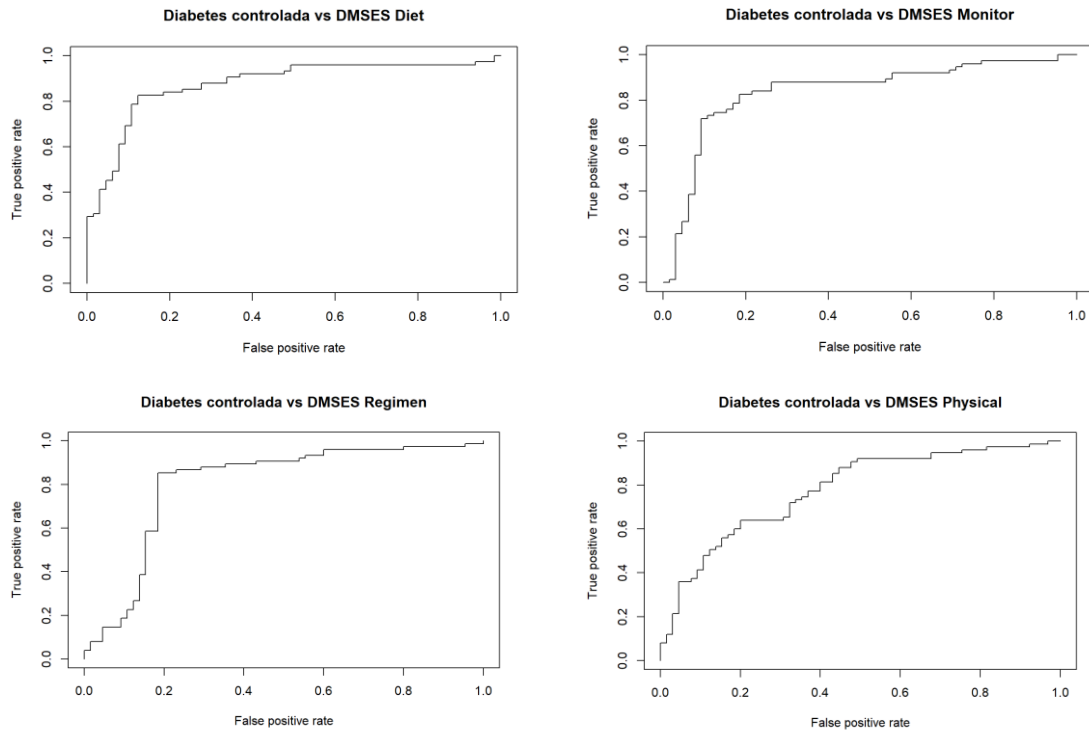 Diabetes controlada vs DMSES Diet
True positive rate
1.0
0.8
0.6
0.4
0.2
0.0
0.0 0.2 0.4 0.6 0.8 1.0
False positive rate
Diabetes controlada vs DMSES Monitor
True positive rate
1.0
0.8
0.6
0.4
0.2
0.0
0.0 0.2 0.4 0.6 0.8 1.0
False positive rate
Diabetes controlada vs DMSES Regimen
True positive rate
1.0
0.8
0.6
0.4
0.2
0.0
0.0 0.2 0.4 0.6 0.8 1.0
False positive rate
Diabetes controlada vs DMSES Physical
True positive rate
1.0
0.8
0.6
0.4
0.2
0.0
0.0 0.2 0.4 0.6 0.8 1.0
False positive rate